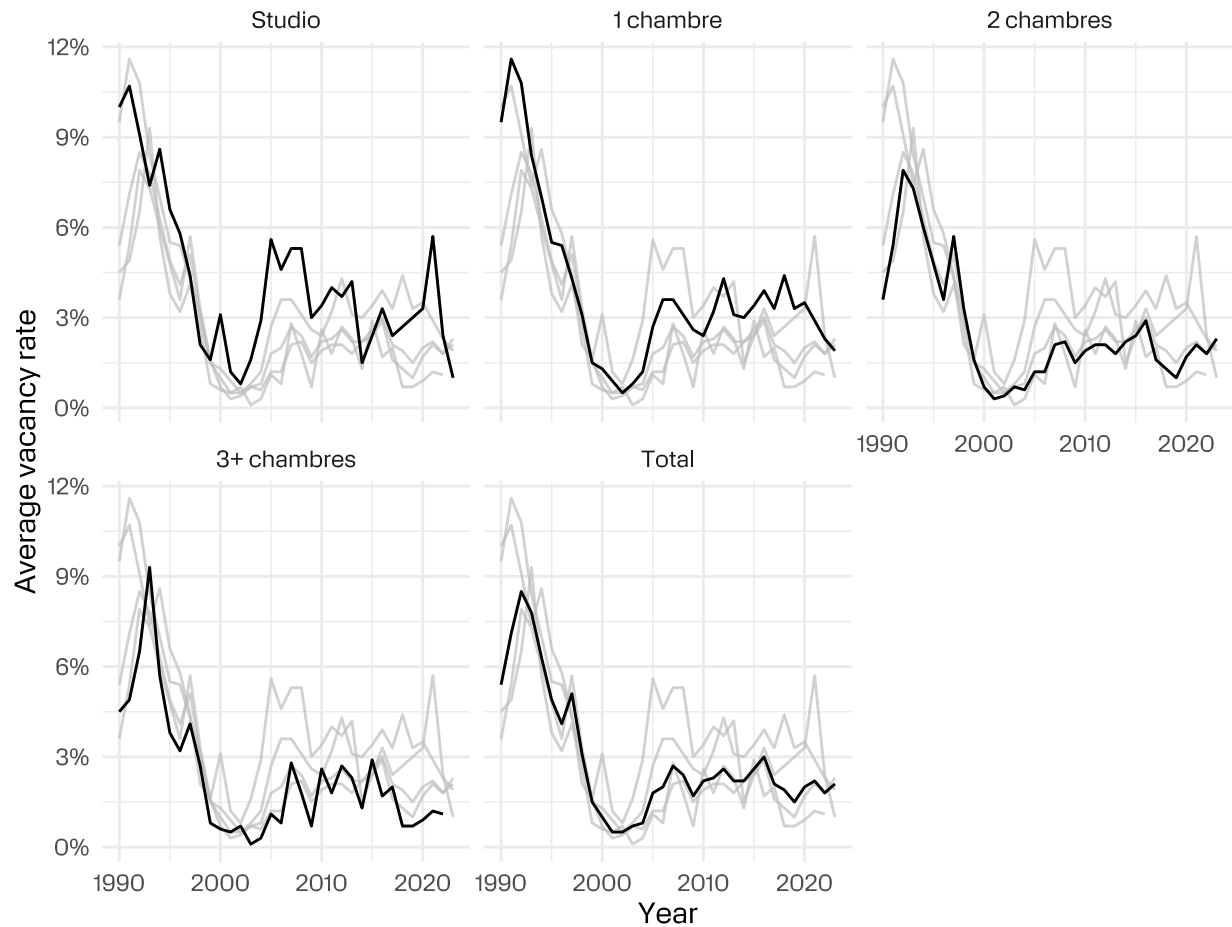 Studio
1 chambre
2 chambres
12%
9%
6%
3%
0%
1990 2000 2010 2020
3+ chambres
Total
12%
9%
6%
3%
0%
1990 2000 2010 2020
1990 2000 2010 2020
Average vacancy rate
Year